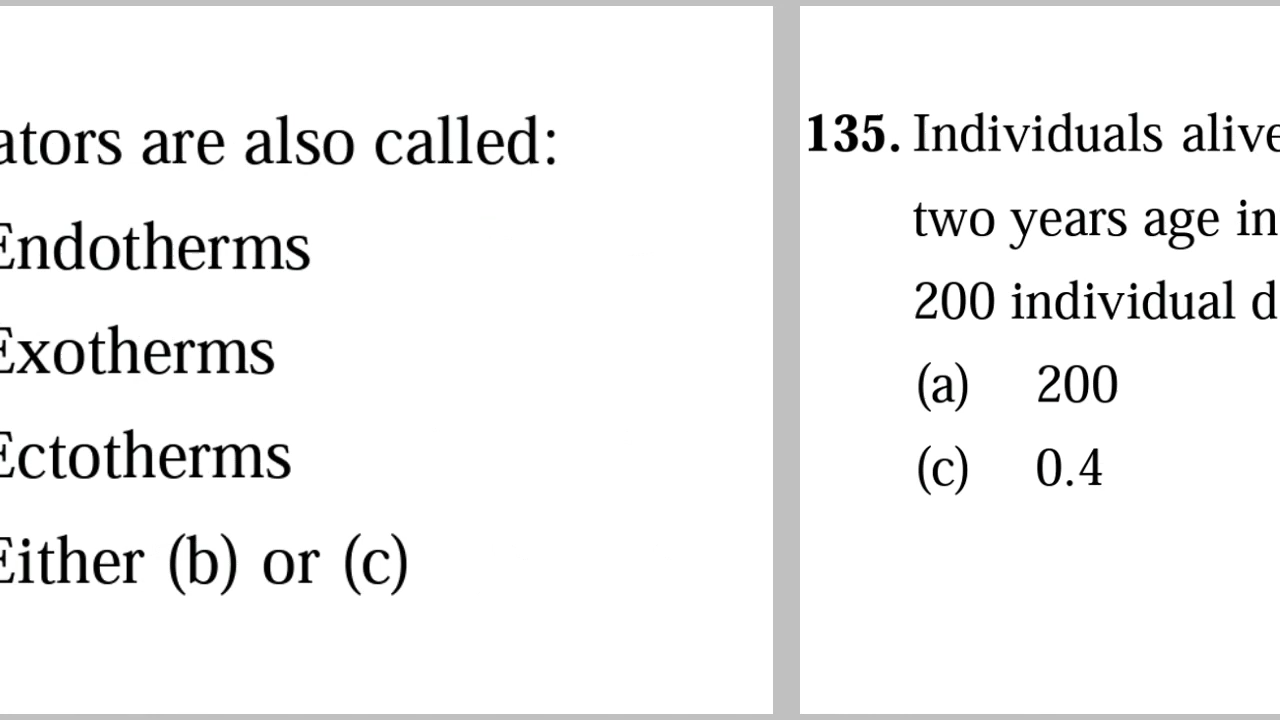 ators are also called:
Endotherms
Exotherms
Ectotherms
Either (b) or (c)
135. Individuals alive
two years age in
200 individual d
(a) 200
(c) 0.4